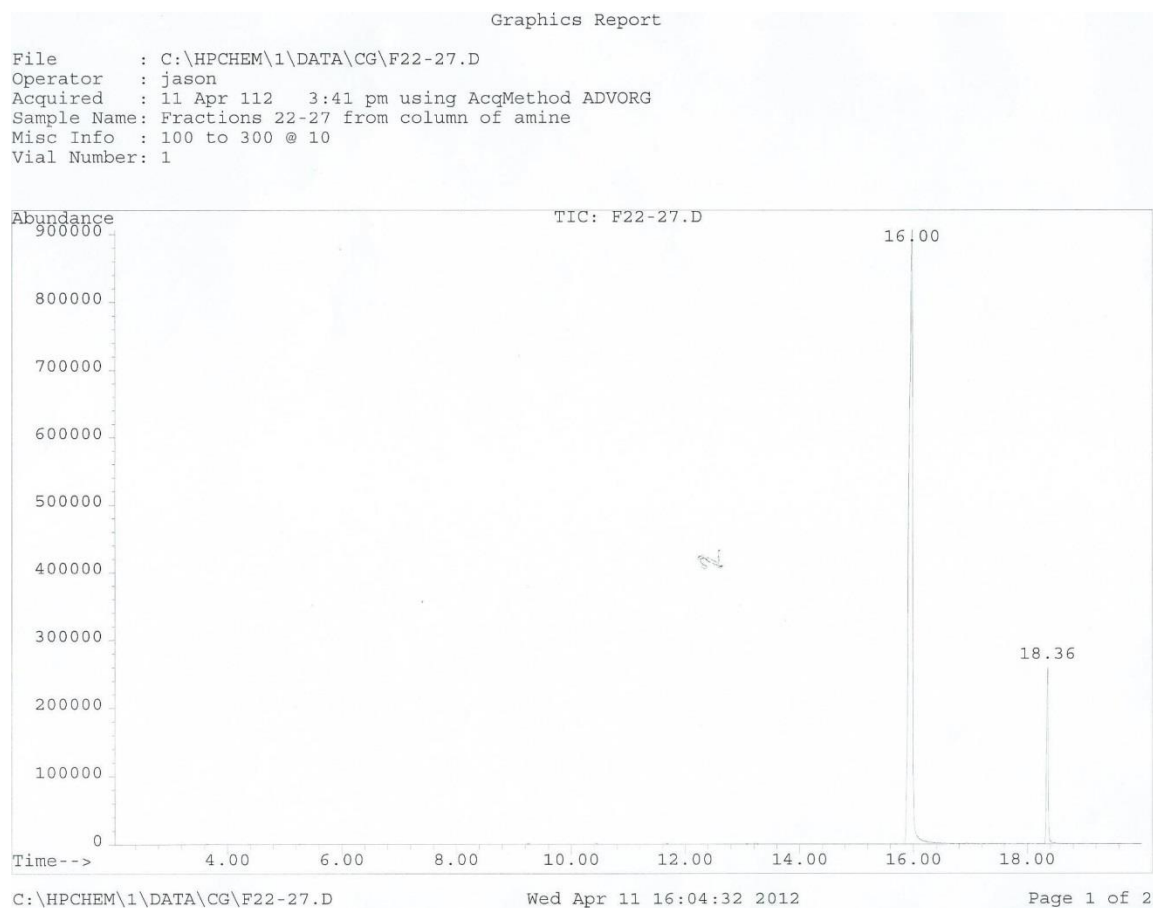 Graphics Report
File : C:\HPCHEM\1\DATA\CG\F22-27.D
Operator : jason
Acquired : 11 Apr 112 3:41 pm using AcqMethod ADVORG
Sample Name: Fractions 22-27 from column of amine
Misc Info : 100 to 300 @ 10
Vial Number: 1
Abundance TIC: F22-27.D
900000
16.00
800000
700000
600000
500000
400000
300000
18.36
200000
100000
0
Time--> 4.00 6.00 8.00 10.00 12.00 14.00 16.00 18.00
C:\HPCHEM\1\DATA\CG\F22-27.D Wed Apr 11 16:04:32 2012 Page 1 of 2